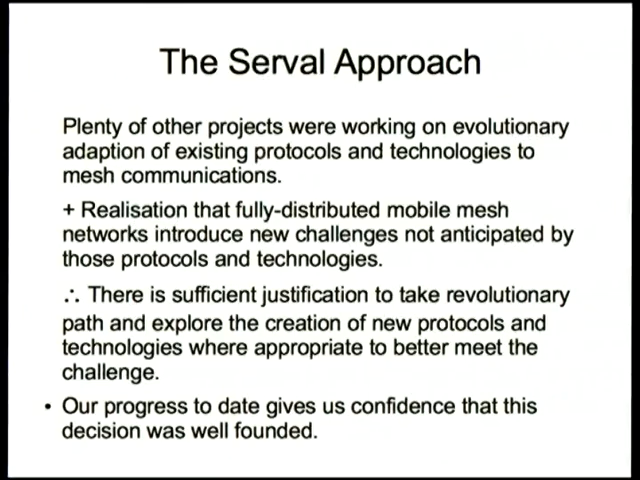 The Serval Approach
Plenty of other projects were working on evolutionary
adaption of existing protocols and technologies to
mesh communications.
+ Realisation that fully-distributed mobile mesh
networks introduce new challenges not anticipated by
those protocols and technologies.
∴ There is sufficient justification to take revolutionary
path and explore the creation of new protocols and
technologies where appropriate to better meet the
challenge.
• Our progress to date gives us confidence that this
decision was well founded.